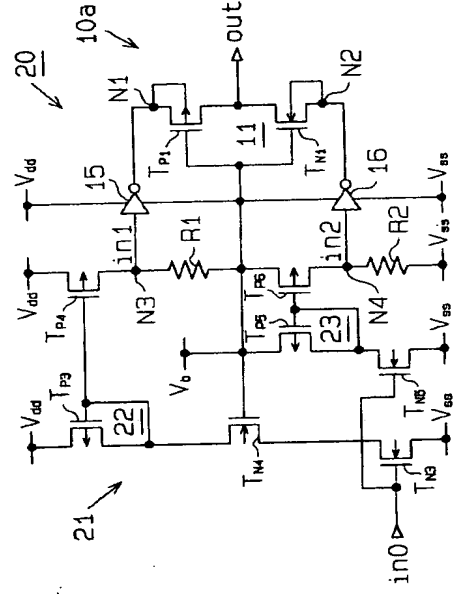 20
10a
21
Vdd
Vdd
Vdd
TP3
TP4
22
15
N1
in1
N3
R1
TP1
11
out
Vb
TN4
TP5
TP6
23
in2
N4
R2
16
TN1
N2
in0
TN3
TN5
Vss
Vss
Vss
Vss